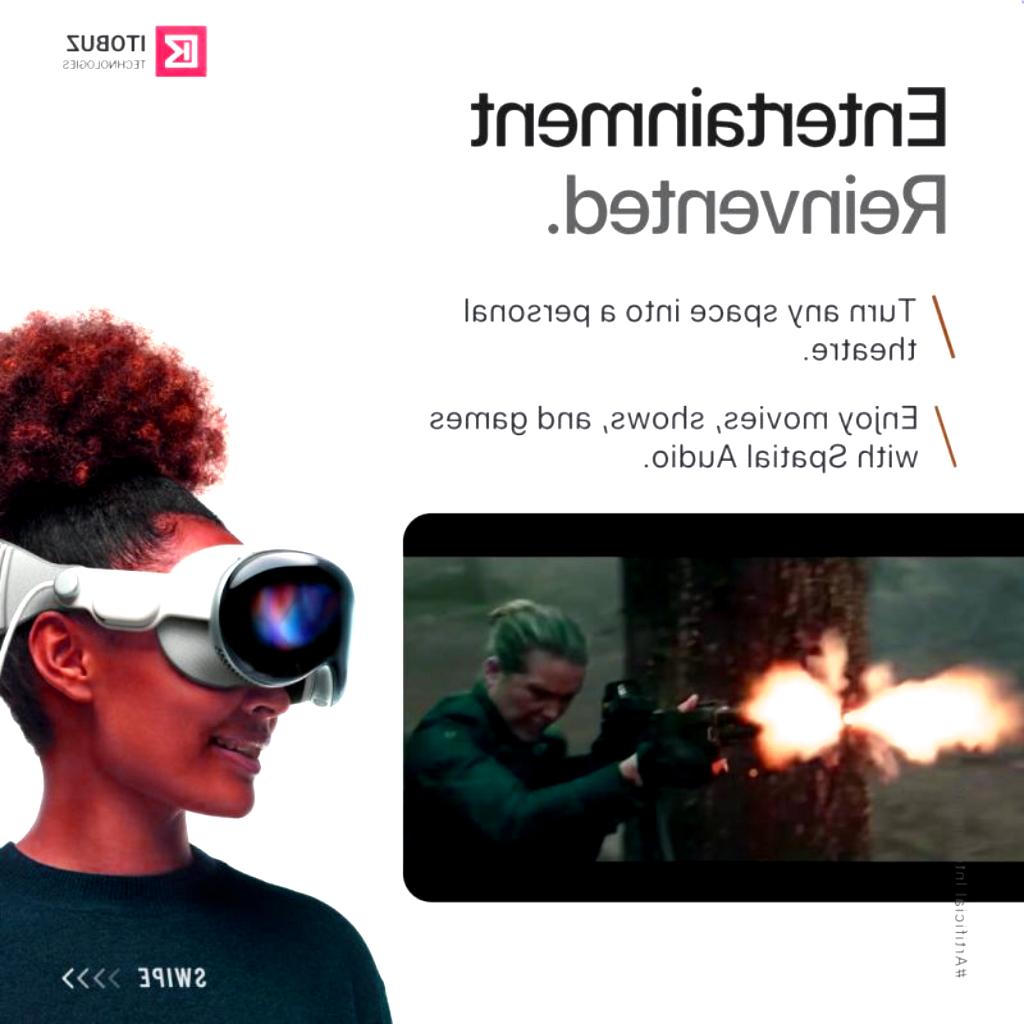 ITOBUZ
TECHNOLOGIES
Entertainment
Reinvented.
Turn any space into a personal
theatre.
Enjoy movies, shows, and games
with Spatial Audio.
#Artificial Int
SWIPE